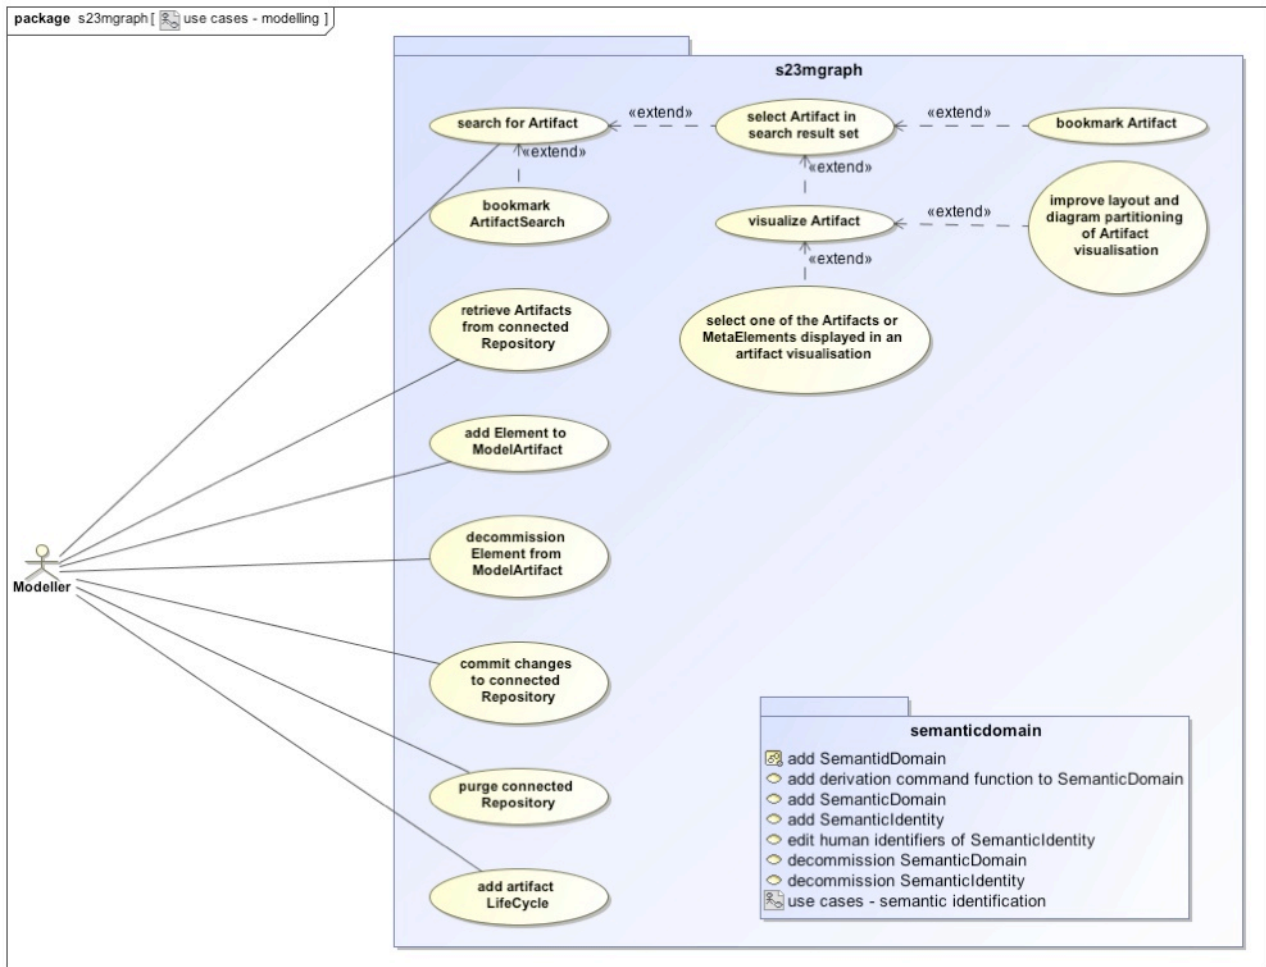 package s23mgraph [ use cases - modelling ]
s23mgraph
search for Artifact
«extend»
select Artifact in
search result set
«extend»
bookmark Artifact
«extend»
bookmark
ArtifactSearch
«extend»
visualize Artifact
«extend»
improve layout and
diagram partitioning
of Artifact
visualisation
«extend»
select one of the Artifacts or
MetaElements displayed in an
artifact visualisation
retrieve Artifacts
from connected
Repository
add Element to
ModelArtifact
decommission
Element from
ModelArtifact
Modeller
commit changes
to connected
Repository
purge connected
Repository
add artifact
LifeCycle
semanticdomain
add SemantidDomain
add derivation command function to SemanticDomain
add SemanticDomain
add SemanticIdentity
edit human identifiers of SemanticIdentity
decommission SemanticDomain
decommission SemanticIdentity
use cases - semantic identification